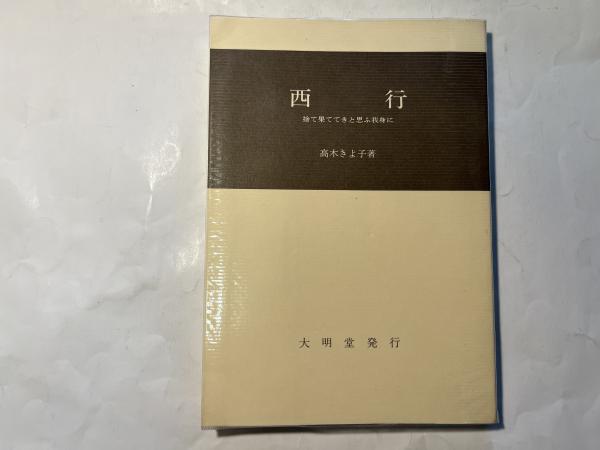 西行
捨て果ててきと思ふ我身に
高木きよ子著
大明堂発行